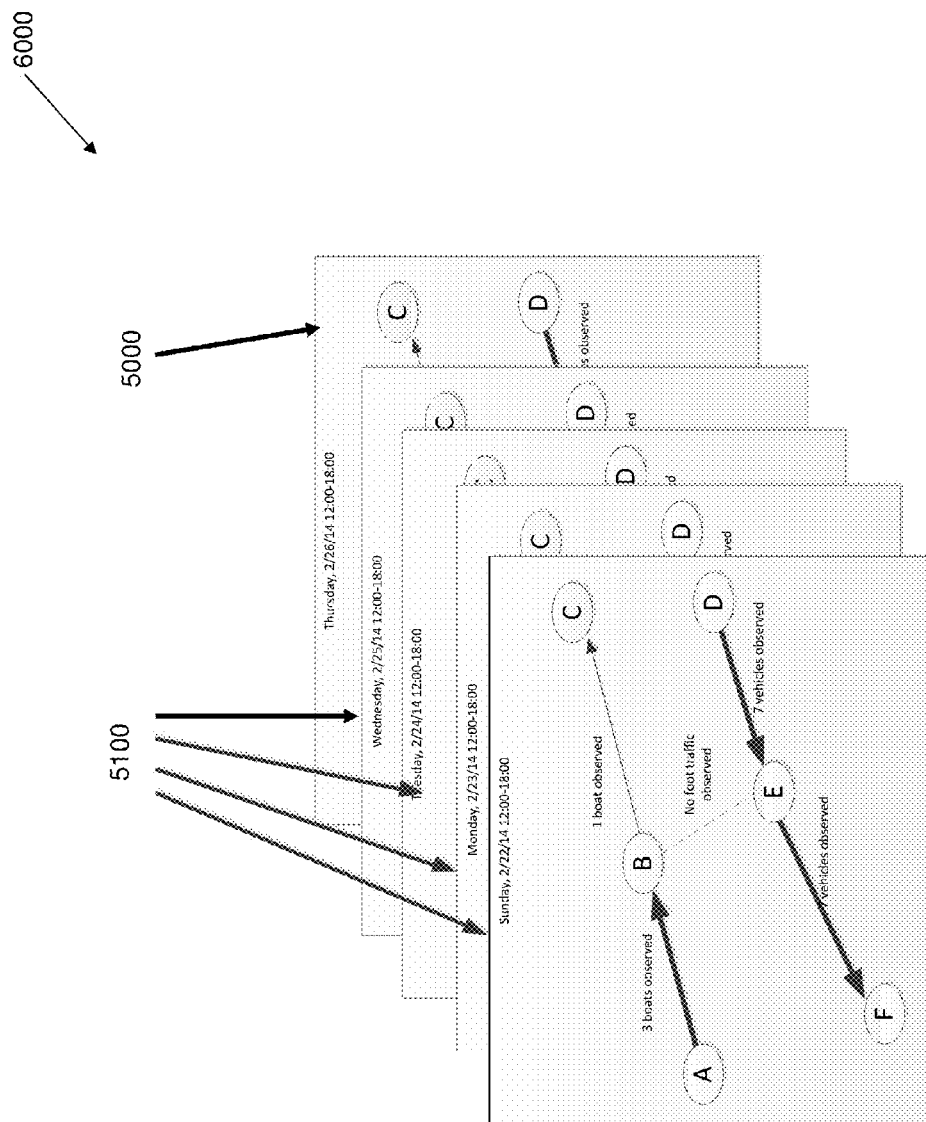 6000
5000
5100
Thursday, 2/26/14 12:00-18:00
C
D
es observed
Wednesday, 2/25/14 12:00-18:00
C
D
Tuesday, 2/24/14 12:00-18:00
D
Monday, 2/23/14 12:00-18:00
C
D
Sunday, 2/22/14 12:00-18:00
C
1 boat observed
D
B
No foot traffic
observed
7 vehicles observed
E
3 boats observed
7 vehicles observed
A
F